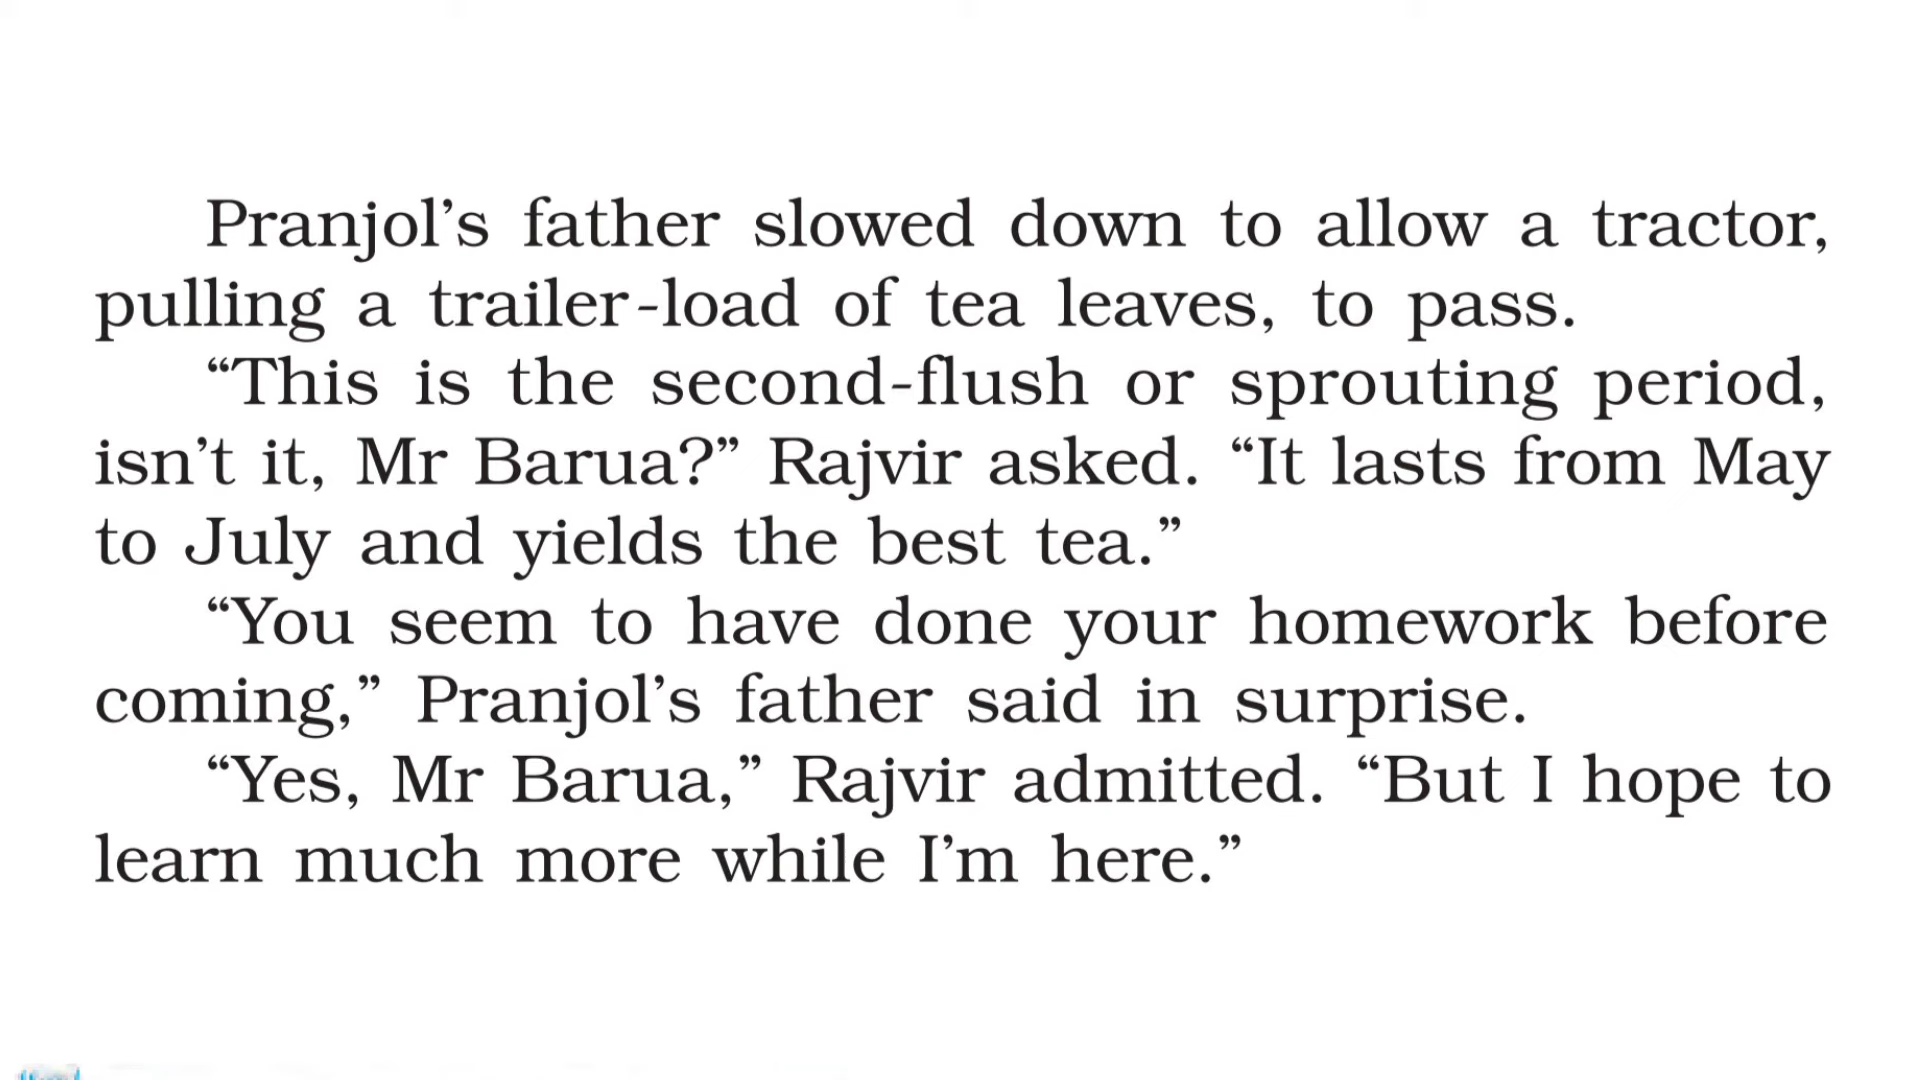 Pranjol’s father slowed down to allow a tractor,
pulling a trailer-load of tea leaves, to pass.
“This is the second-flush or sprouting period,
isn’t it, Mr Barua?” Rajvir asked. “It lasts from May
to July and yields the best tea.”
“You seem to have done your homework before
coming,” Pranjol’s father said in surprise.
“Yes, Mr Barua,” Rajvir admitted. “But I hope to
learn much more while I’m here.”